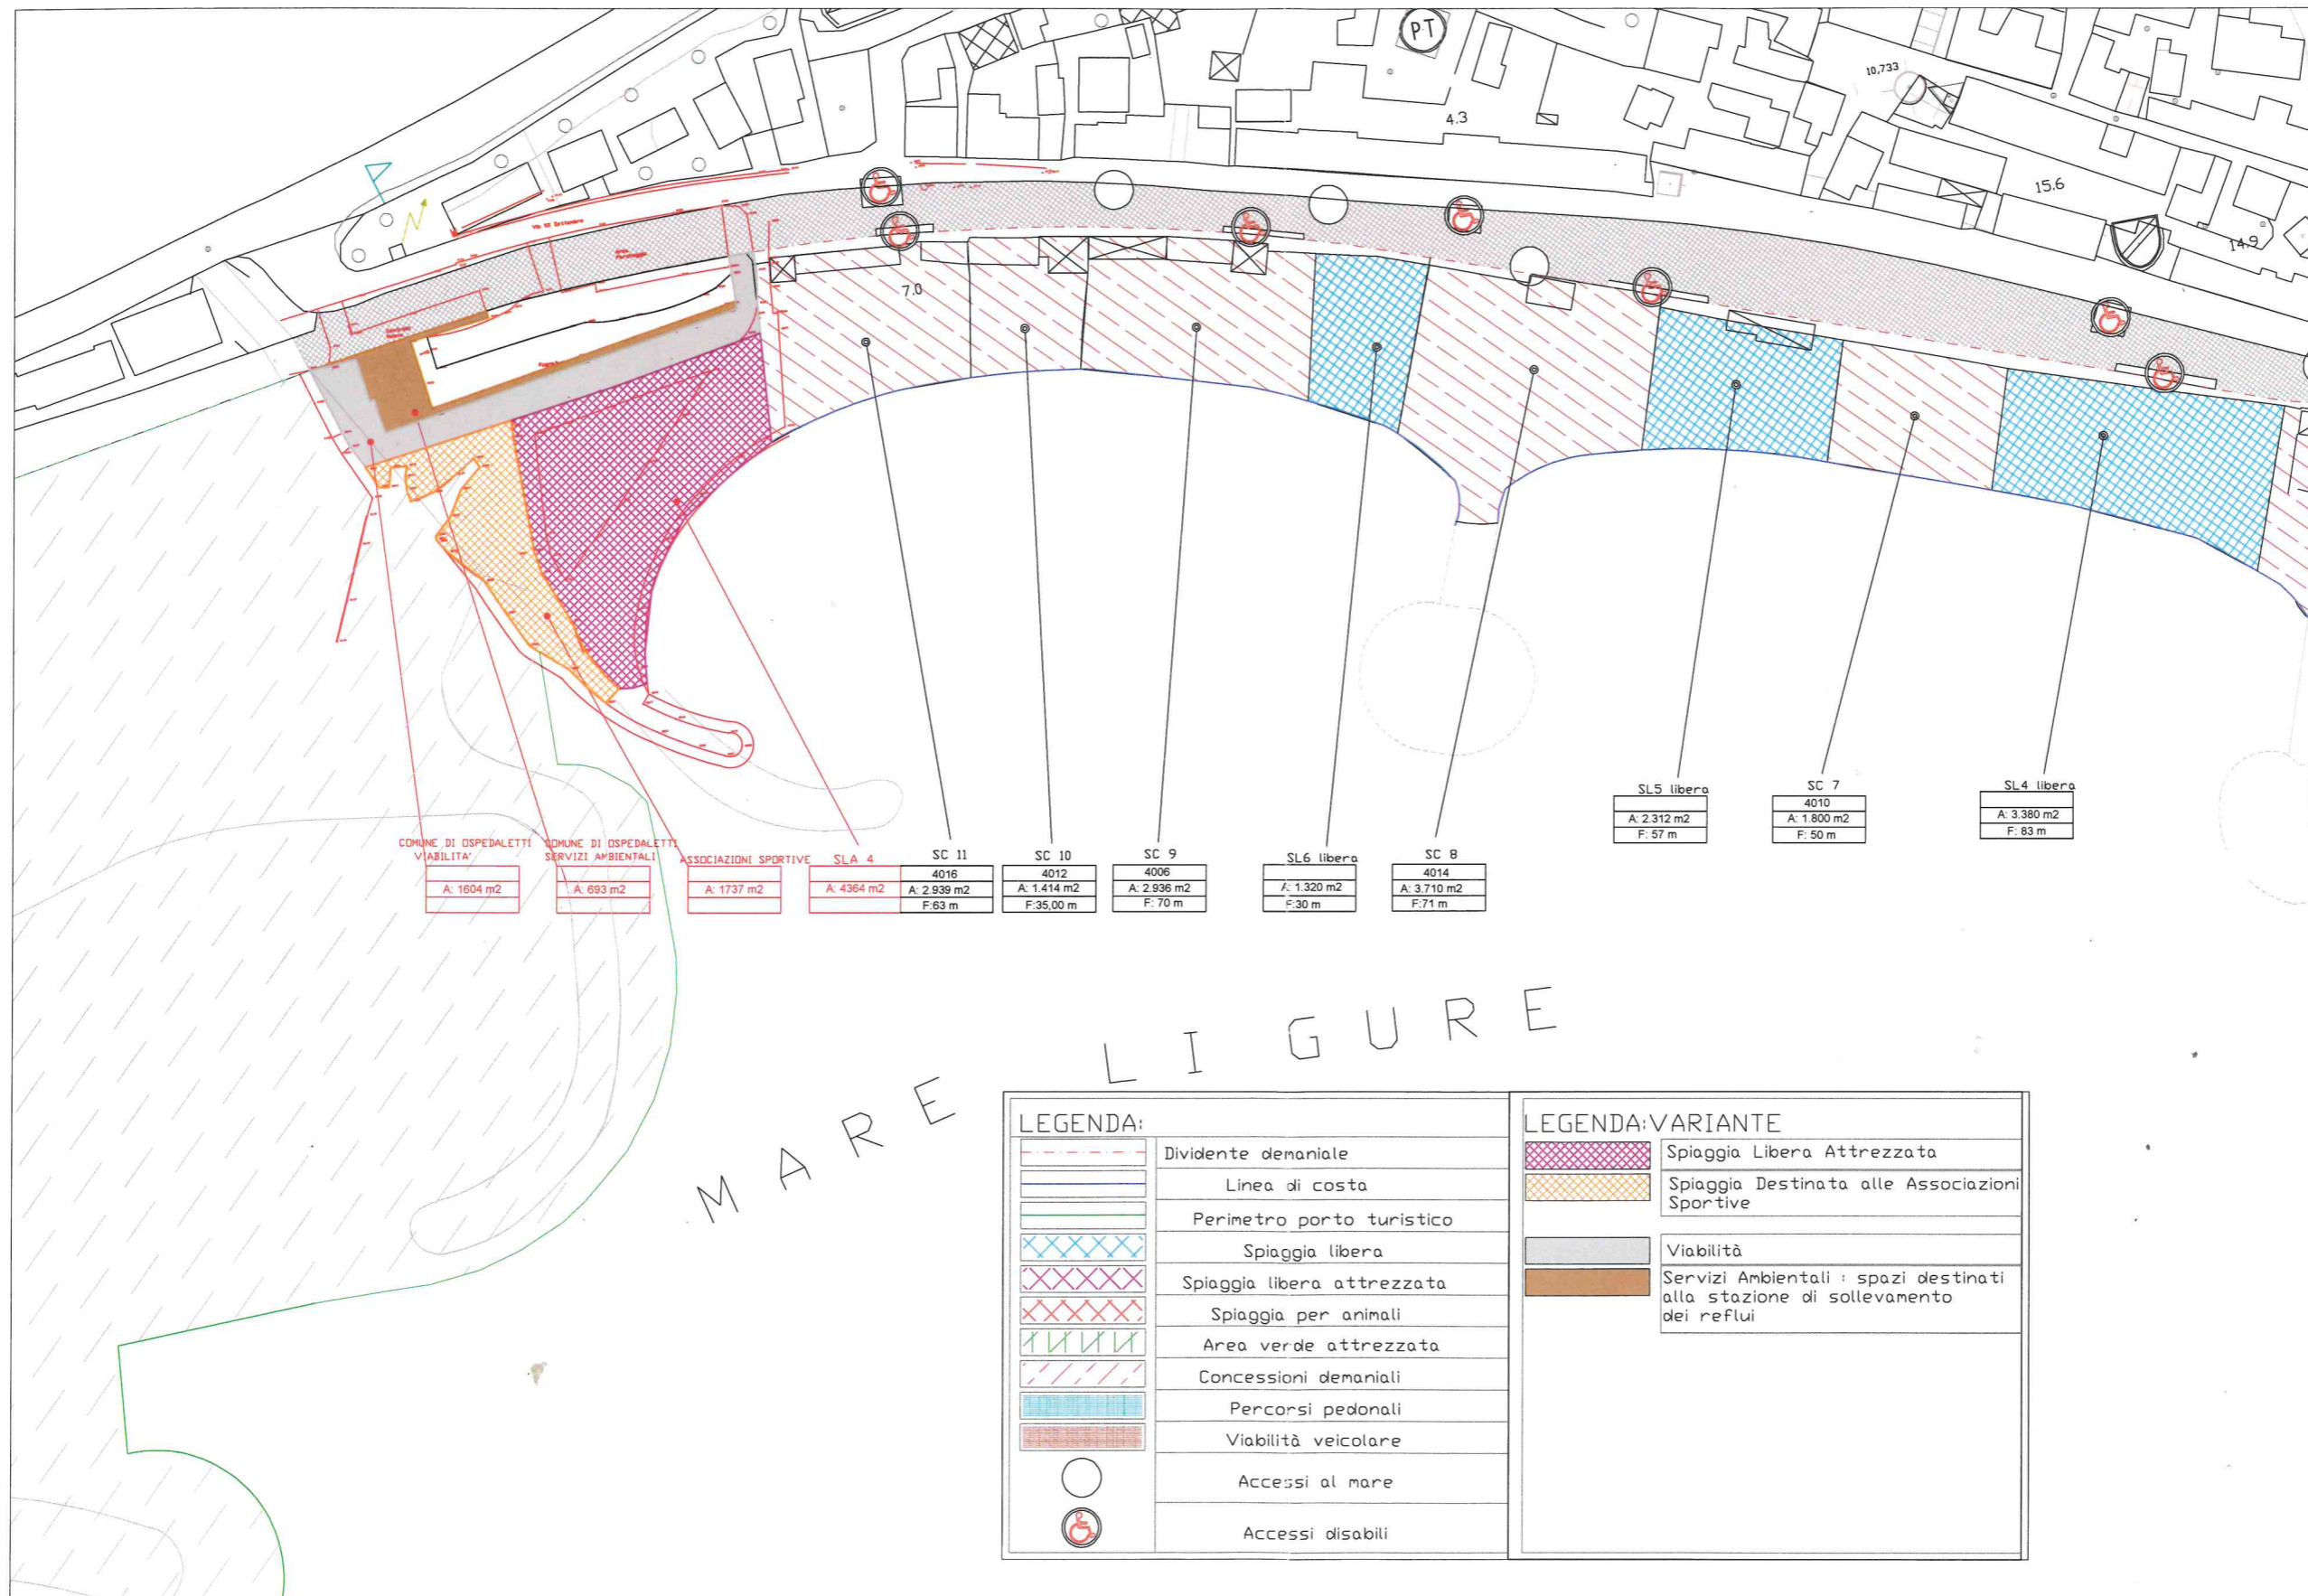 P.T
10,733
4.3
15.6
14.9
7.0
Via XX Settembre
SL5 libera
A: 2.312 m2
F: 57 m
SC 7
4010
A: 1.800 m2
F: 50 m
SL4 libera
A: 3.380 m2
F: 83 m
COMUNE DI OSPEDALETTI
VIABILITA'
A: 1604 m2
COMUNE DI OSPEDALETTI
SERVIZI AMBIENTALI
A: 693 m2
ASSOCIAZIONI SPORTIVE
A: 1737 m2
SLA 4
A: 4364 m2
SC 11
4016
A: 2.939 m2
F:63 m
SC 10
4012
A: 1.414 m2
F:35,00 m
SC 9
4006
A: 2.936 m2
F: 70 m
SL6 libera
A: 1.320 m2
F:30 m
SC 8
4014
A: 3.710 m2
F:71 m
MARE LIGURE
LEGENDA:
Dividente demaniale
Linea di costa
Perimetro porto turistico
Spiaggia libera
Spiaggia libera attrezzata
Spiaggia per animali
Area verde attrezzata
Concessioni demaniali
Percorsi pedonali
Viabilità veicolare
Accessi al mare
Accessi disabili
LEGENDA:VARIANTE
Spiaggia Libera Attrezzata
Spiaggia Destinata alle Associazioni
Sportive
Viabilità
Servizi Ambientali : spazi destinati
alla stazione di sollevamento
dei reflui